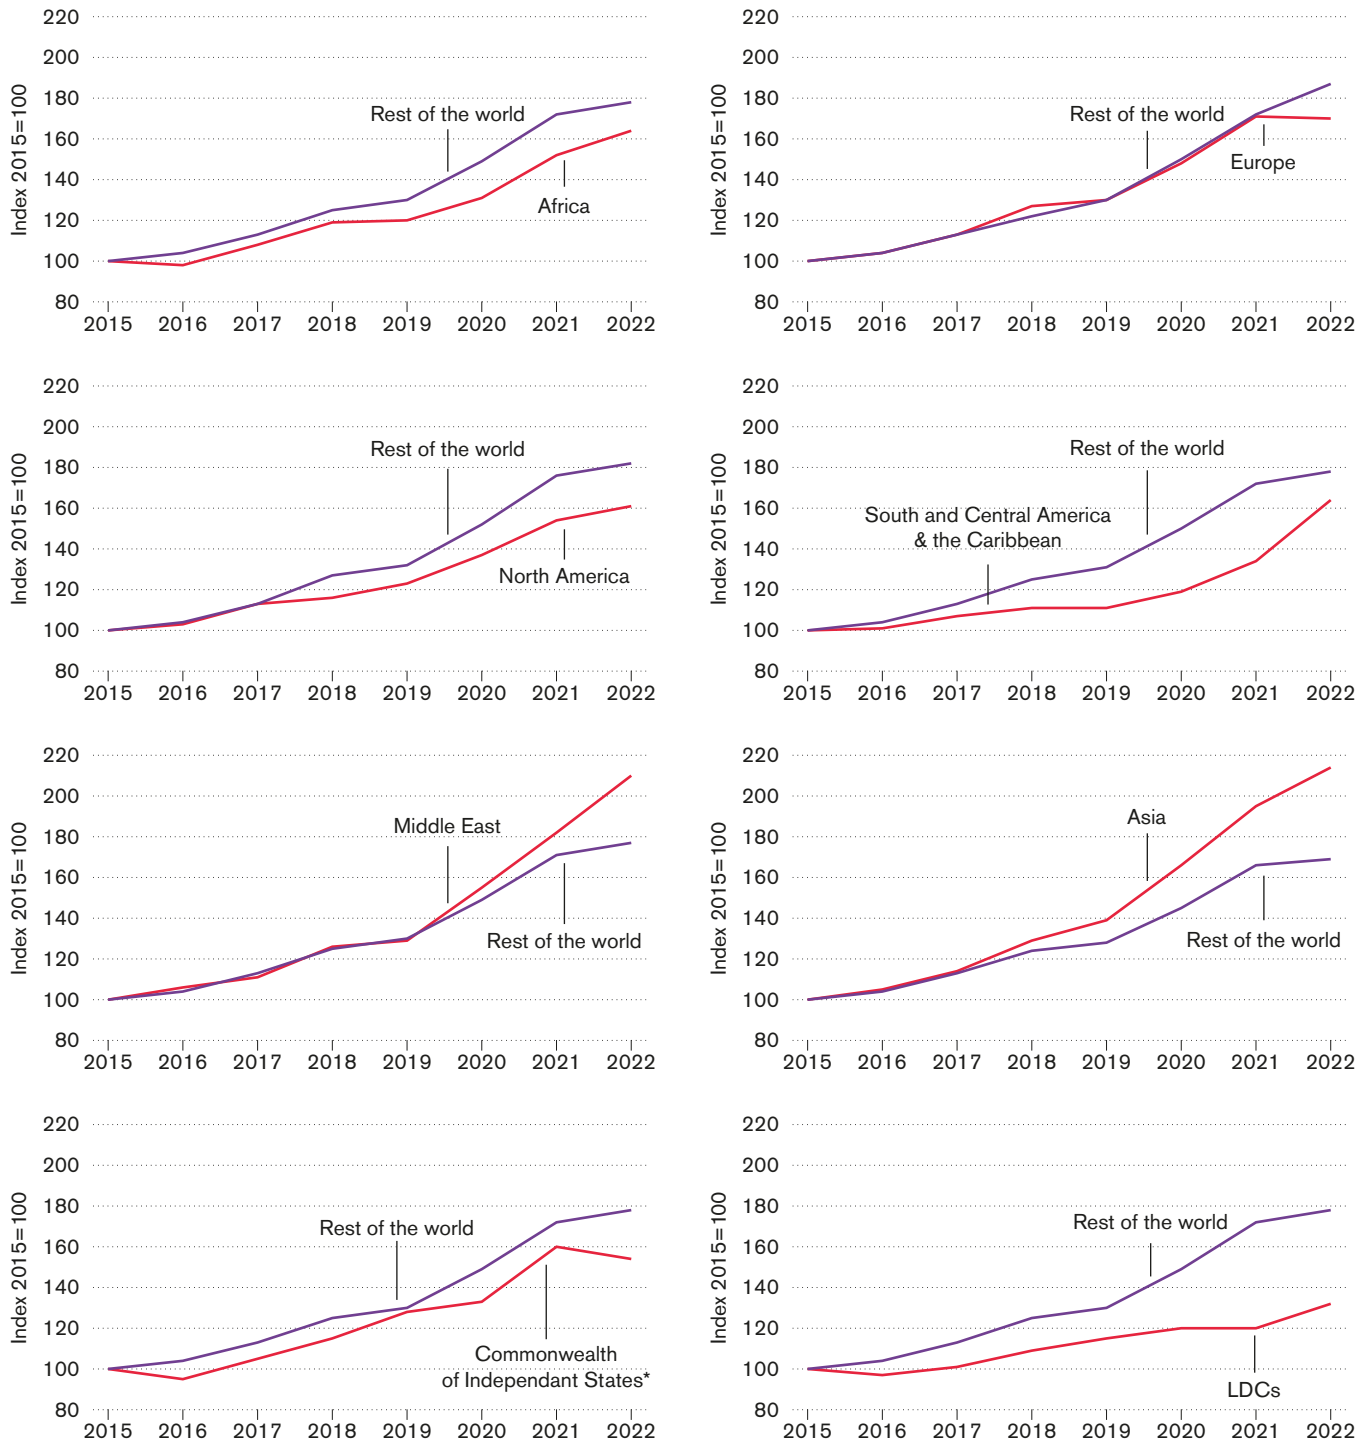 220
200
180
160
140
120
100
80
Index 2015=100
Rest of the world
Africa
2015 2016 2017 2018 2019 2020 2021 2022
220
200
180
160
140
120
100
80
Index 2015=100
Rest of the world
Europe
2015 2016 2017 2018 2019 2020 2021 2022
220
200
180
160
140
120
100
80
Index 2015=100
Rest of the world
North America
2015 2016 2017 2018 2019 2020 2021 2022
220
200
180
160
140
120
100
80
Index 2015=100
Rest of the world
South and Central America
& the Caribbean
2015 2016 2017 2018 2019 2020 2021 2022
220
200
180
160
140
120
100
80
Index 2015=100
Middle East
Rest of the world
2015 2016 2017 2018 2019 2020 2021 2022
220
200
180
160
140
120
100
80
Index 2015=100
Asia
Rest of the world
2015 2016 2017 2018 2019 2020 2021 2022
220
200
180
160
140
120
100
80
Index 2015=100
Rest of the world
Commonwealth
of Independant States*
2015 2016 2017 2018 2019 2020 2021 2022
220
200
180
160
140
120
100
80
Index 2015=100
Rest of the world
LDCs
2015 2016 2017 2018 2019 2020 2021 2022